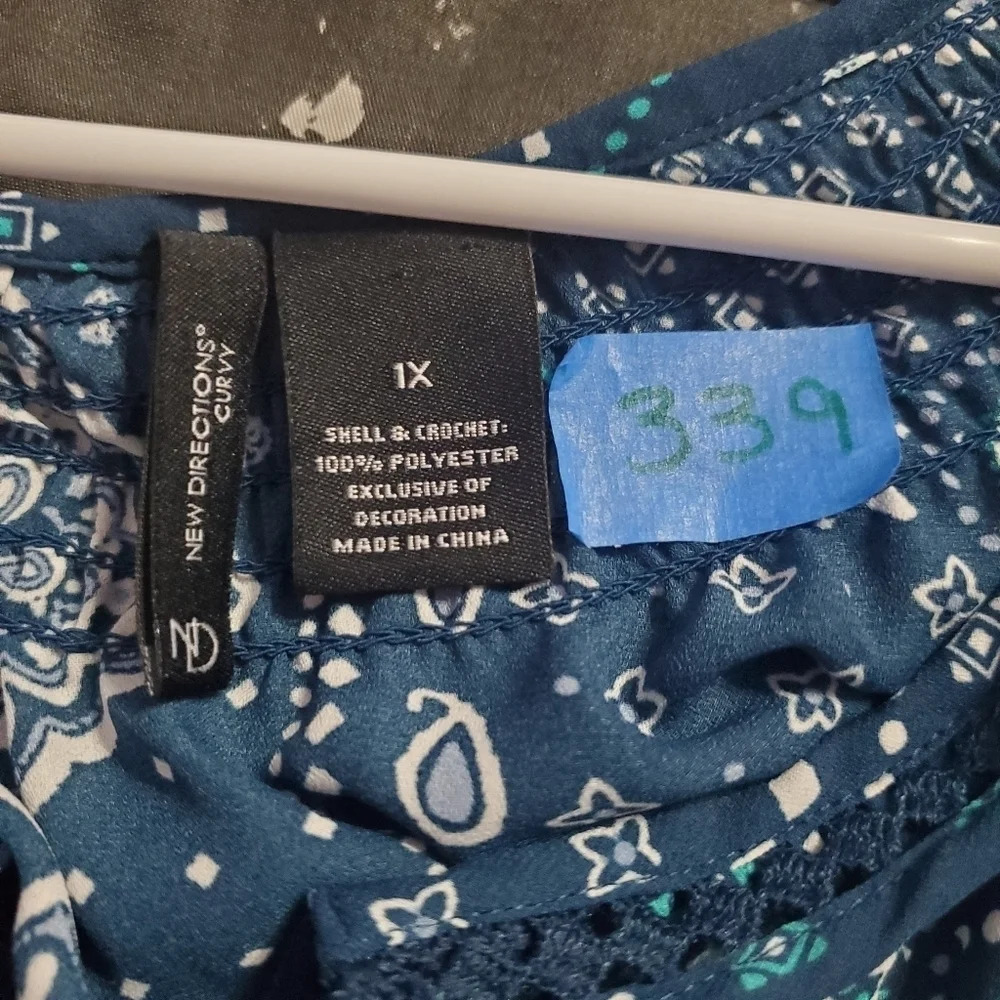 NEW DIRECTIONS®
CURVY
ND
1X
SHELL & CROCHET:
100% POLYESTER
EXCLUSIVE OF
DECORATION
MADE IN CHINA
339